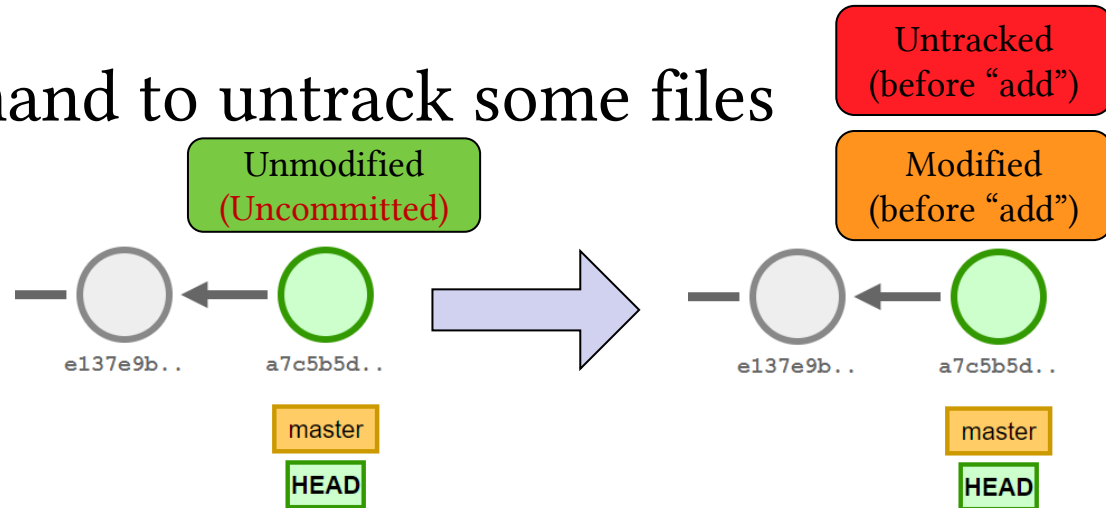 to untrack some files
Untracked
(before “add”)
Unmodified
(Uncommitted)
Modified
(before “add”)
e137e9b..
a7c5b5d..
e137e9b..
a7c5b5d..
master
HEAD
master
HEAD